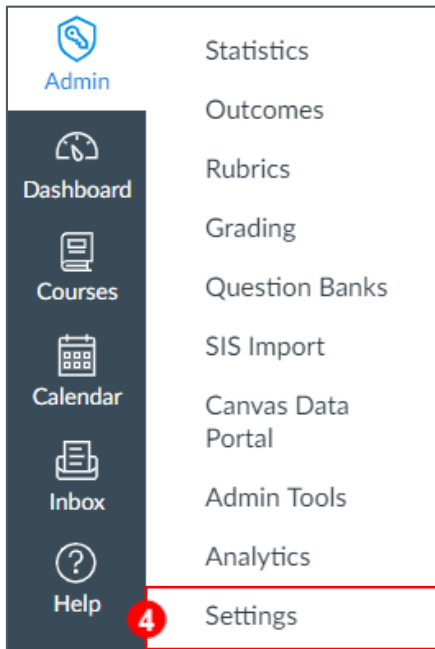 Admin
Dashboard
Courses
Calendar
Inbox
?
Help
Statistics
Outcomes
Rubrics
Grading
Question Banks
SIS Import
Canvas Data
Portal
Admin Tools
Analytics
4
Settings